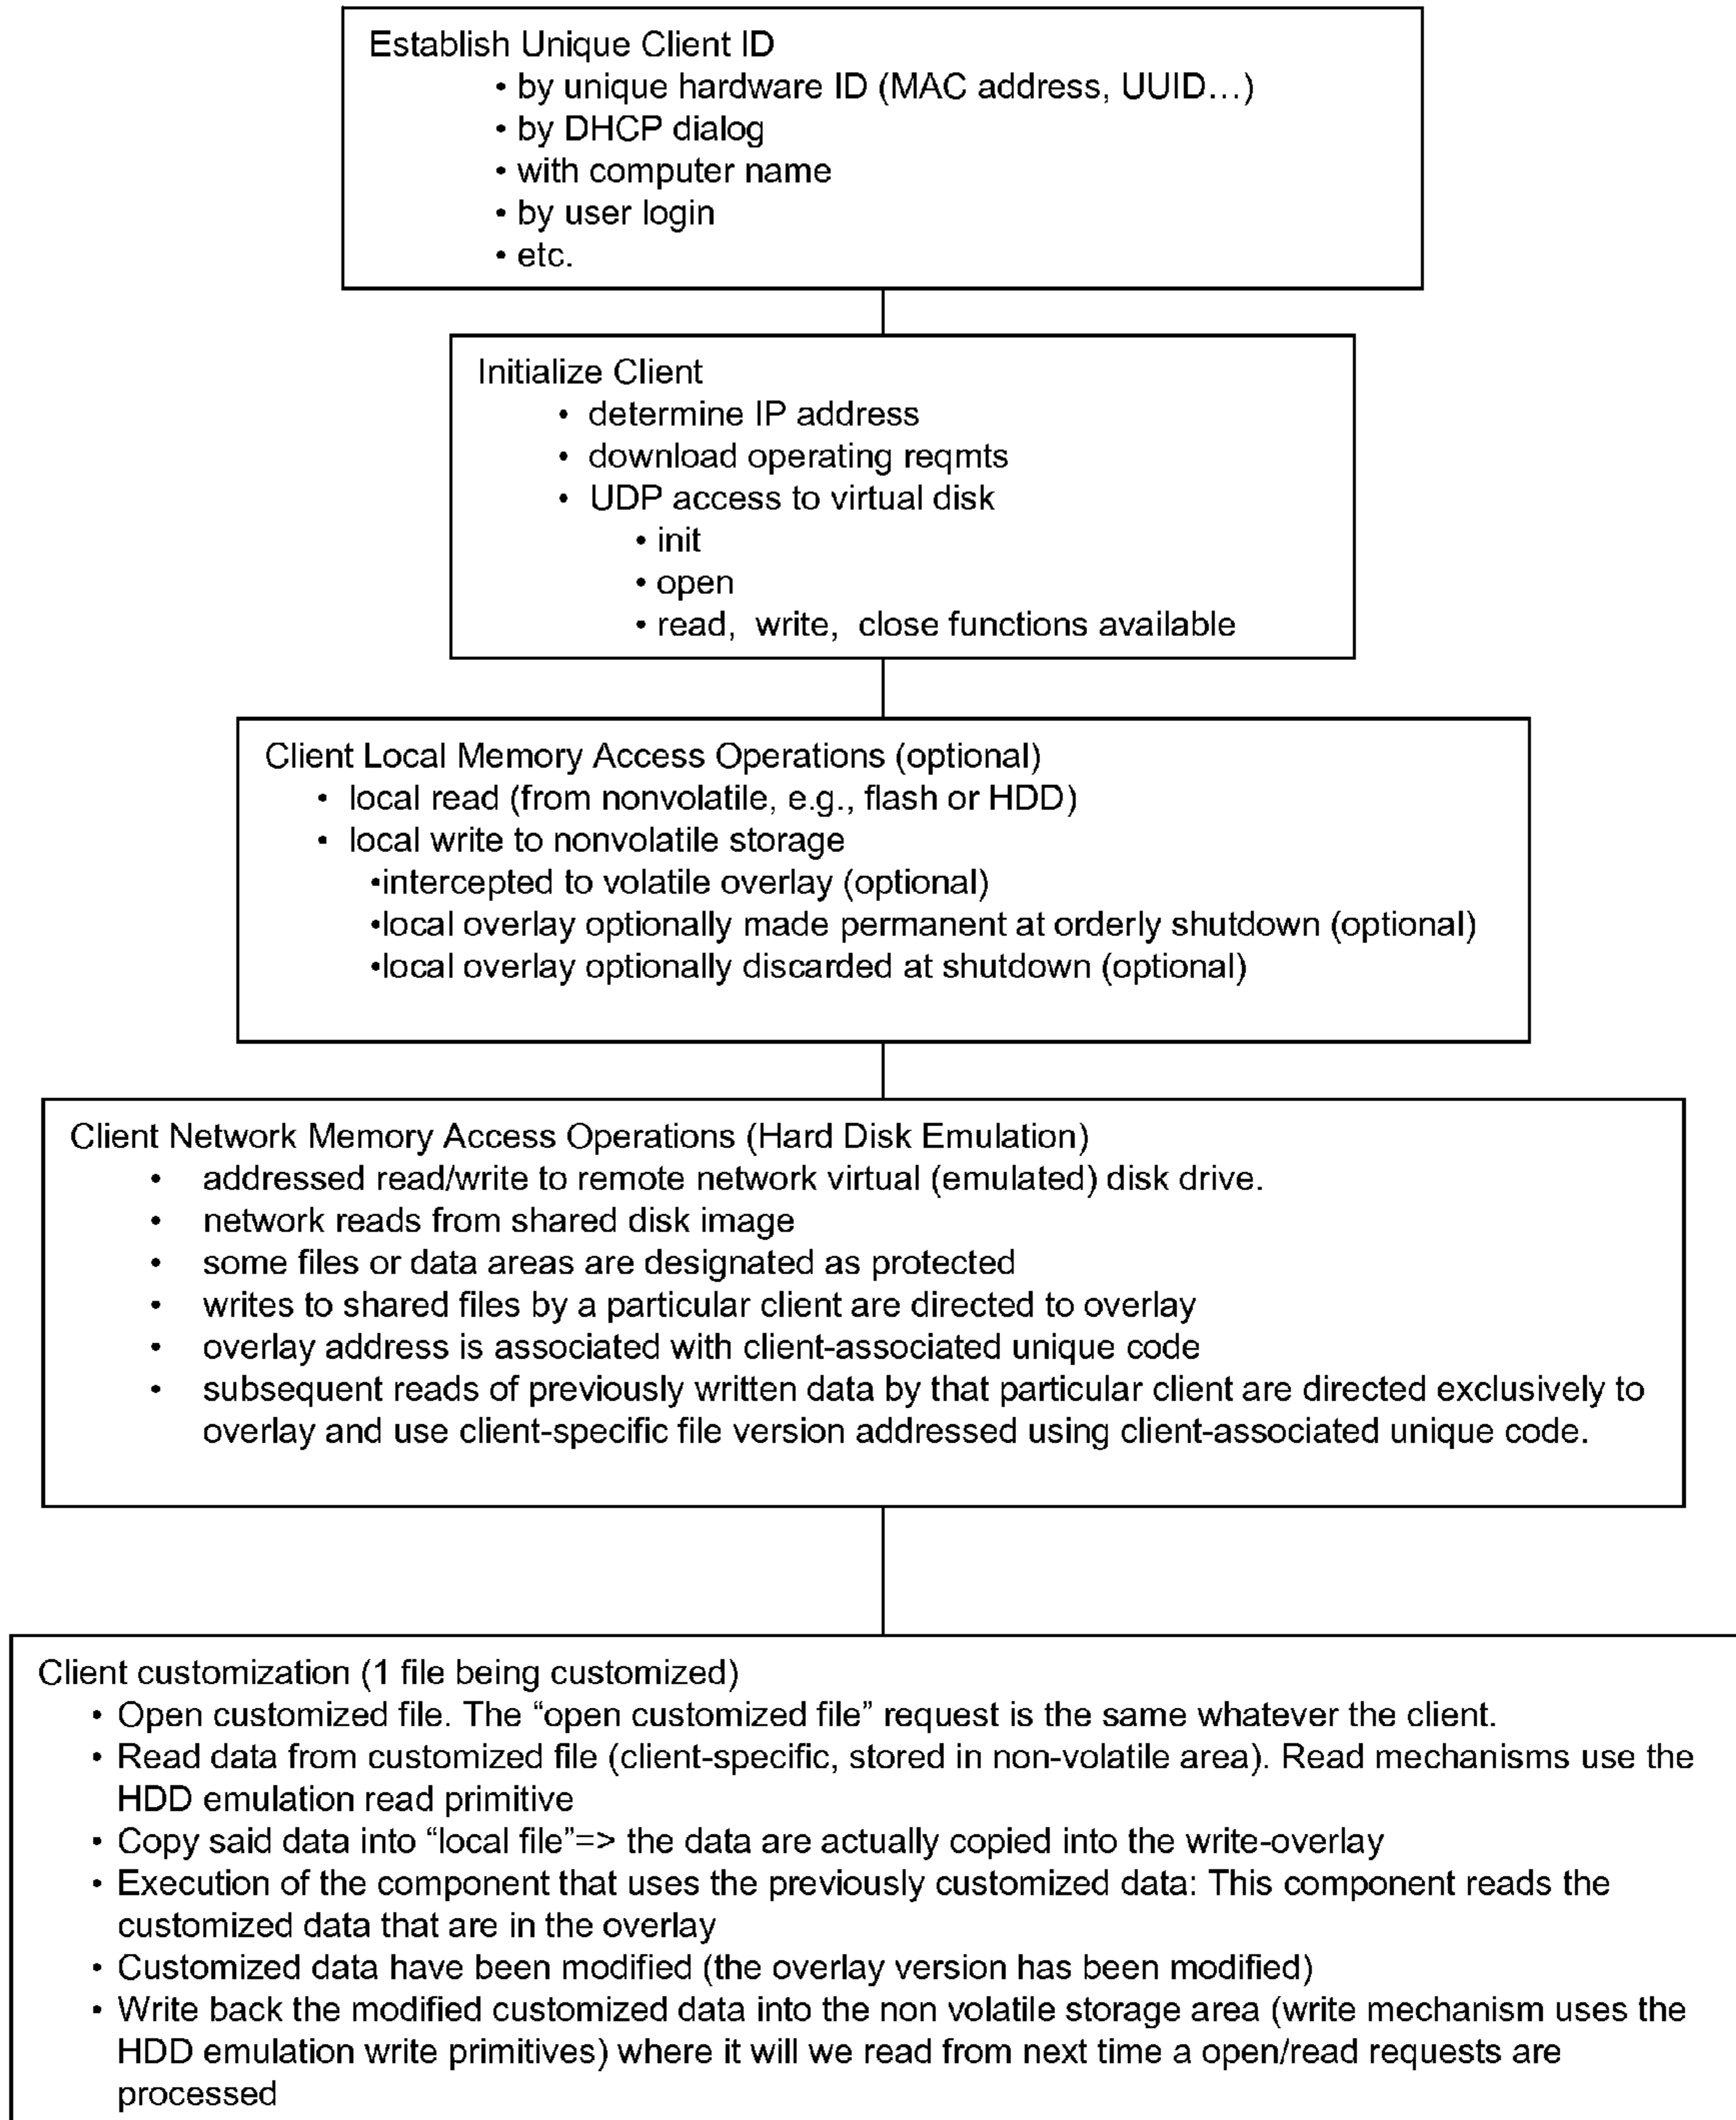 Establish Unique Client ID
• by unique hardware ID (MAC address, UUID…)
• by DHCP dialog
• with computer name
• by user login
• etc.
Initialize Client
• determine IP address
• download operating reqmts
• UDP access to virtual disk
• init
• open
• read, write, close functions available
Client Local Memory Access Operations (optional)
• local read (from nonvolatile, e.g., flash or HDD)
• local write to nonvolatile storage
•intercepted to volatile overlay (optional)
•local overlay optionally made permanent at orderly shutdown (optional)
•local overlay optionally discarded at shutdown (optional)
Client Network Memory Access Operations (Hard Disk Emulation)
• addressed read/write to remote network virtual (emulated) disk drive.
• network reads from shared disk image
• some files or data areas are designated as protected
• writes to shared files by a particular client are directed to overlay
• overlay address is associated with client-associated unique code
• subsequent reads of previously written data by that particular client are directed exclusively to
overlay and use client-specific file version addressed using client-associated unique code.
Client customization (1 file being customized)
• Open customized file. The “open customized file” request is the same whatever the client.
• Read data from customized file (client-specific, stored in non-volatile area). Read mechanisms use the
HDD emulation read primitive
• Copy said data into “local file”=> the data are actually copied into the write-overlay
• Execution of the component that uses the previously customized data: This component reads the
customized data that are in the overlay
• Customized data have been modified (the overlay version has been modified)
• Write back the modified customized data into the non volatile storage area (write mechanism uses the
HDD emulation write primitives) where it will we read from next time a open/read requests are
processed